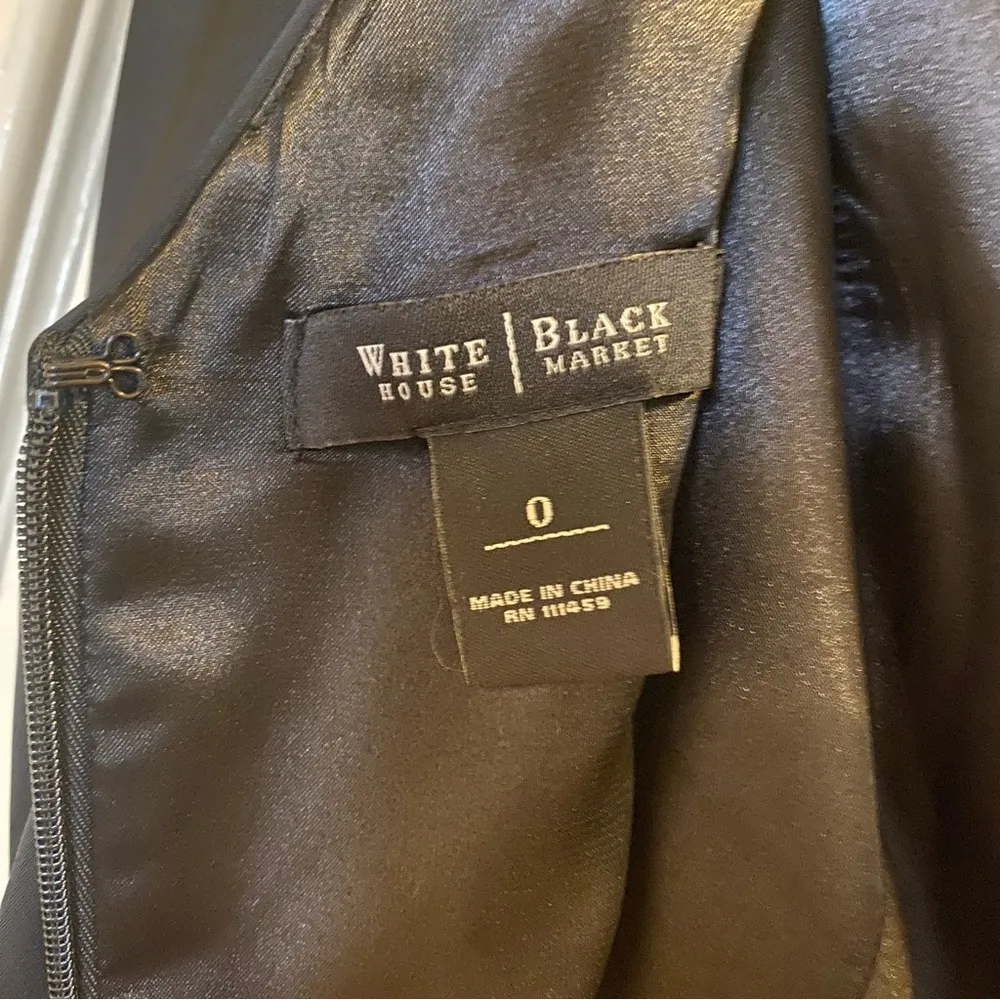 WHITE HOUSE | BLACK MARKET
0
MADE IN CHINA
RN 111459